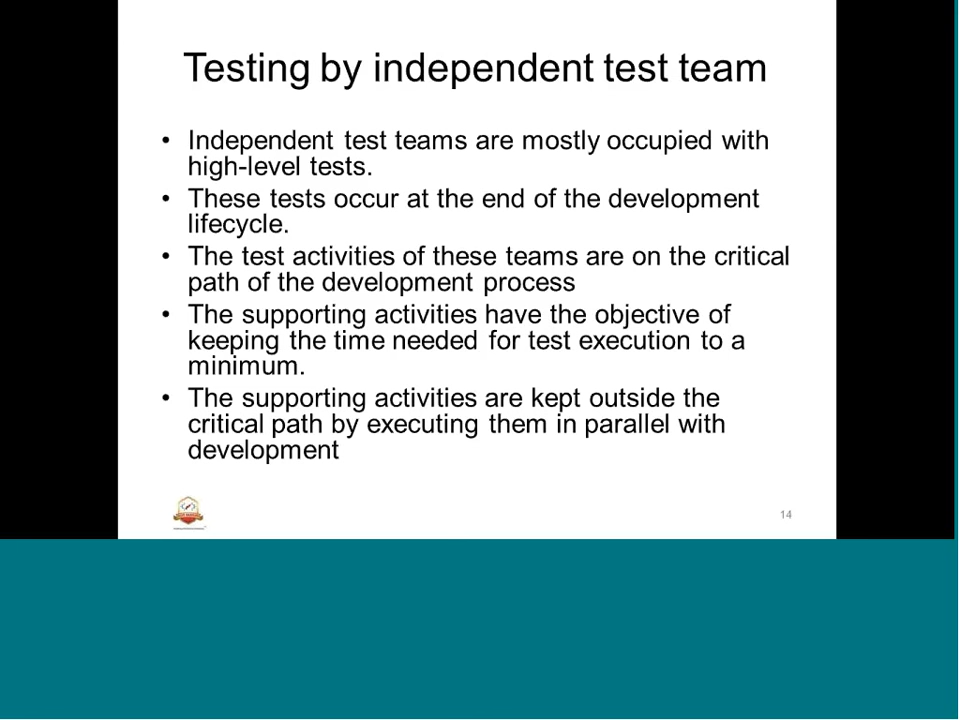 Testing by independent test team
• Independent test teams are mostly occupied with
high-level tests.
• These tests occur at the end of the development
lifecycle.
• The test activities of these teams are on the critical
path of the development process
• The supporting activities have the objective of
keeping the time needed for test execution to a
minimum.
• The supporting activities are kept outside the
critical path by executing them in parallel with
development
14